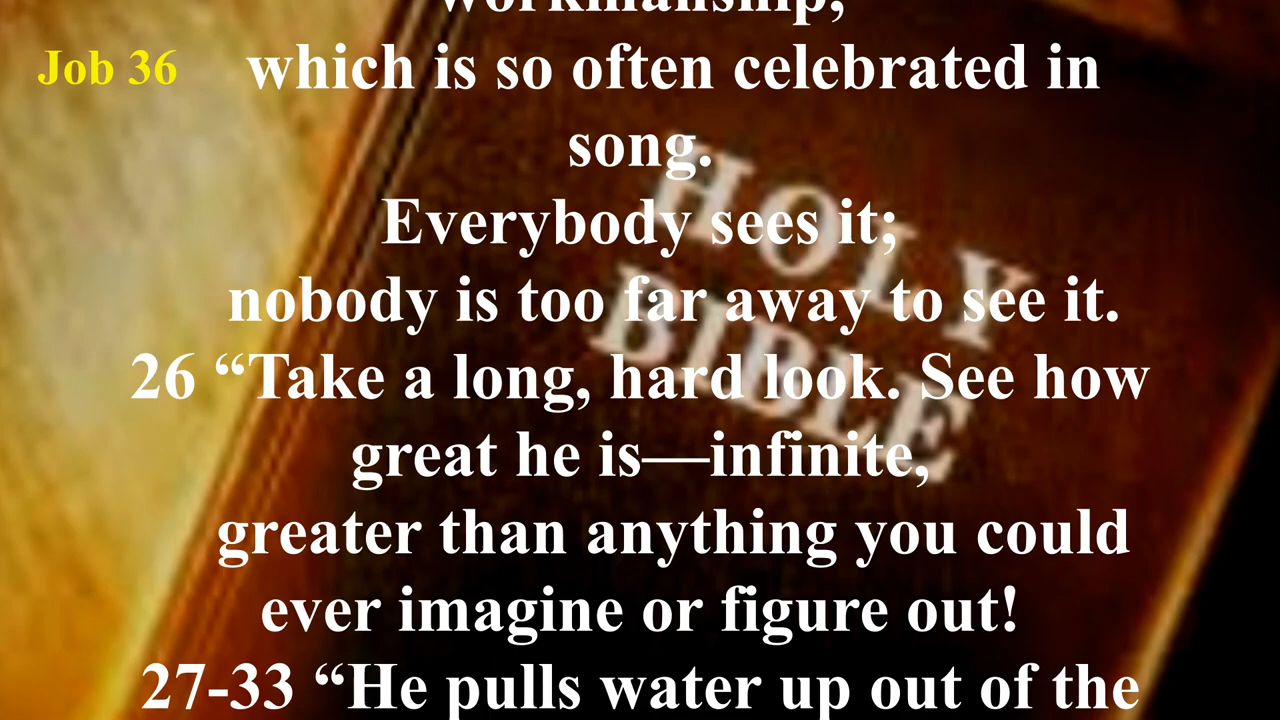 workmanship,
Job 36
which is so often celebrated in
song.
Everybody sees it;
nobody is too far away to see it.
26 “Take a long, hard look. See how
great he is—infinite,
greater than anything you could
ever imagine or figure out!
27-33 “He pulls water up out of the
HOLY
BIBLE